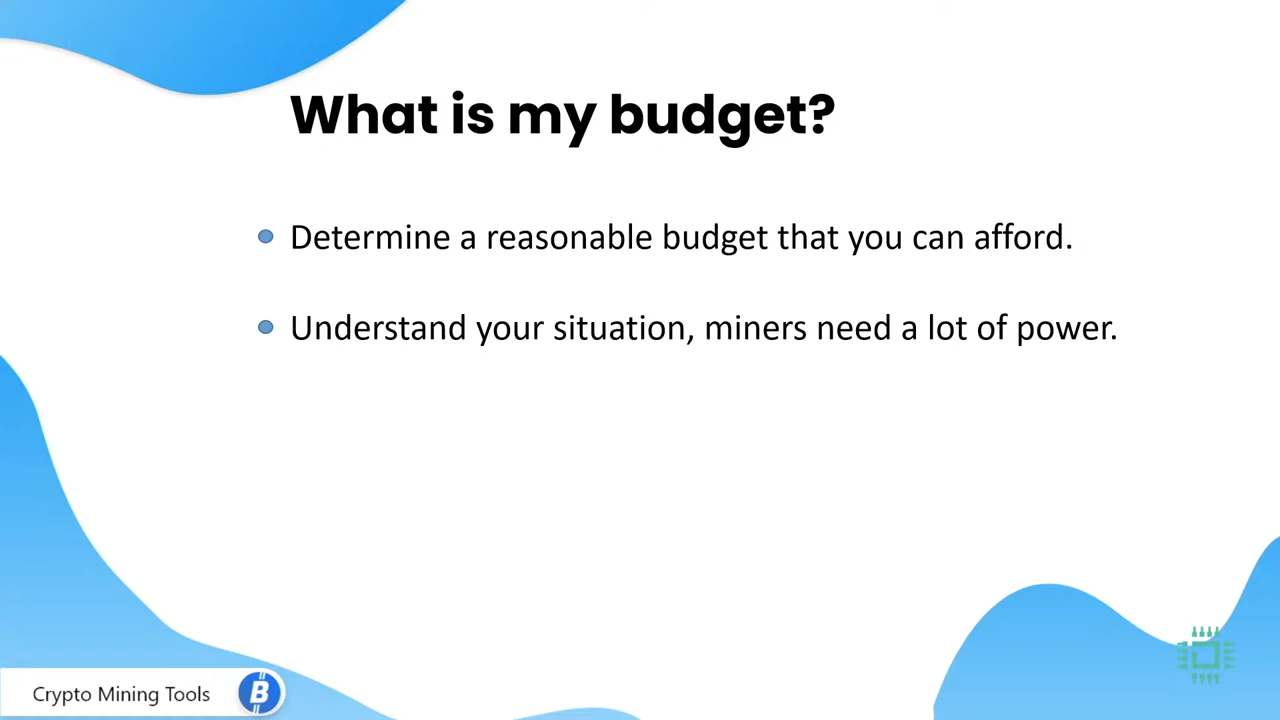 What is my budget?
Determine a reasonable budget that you can afford.
Understand your situation, miners need a lot of power.
Crypto Mining Tools